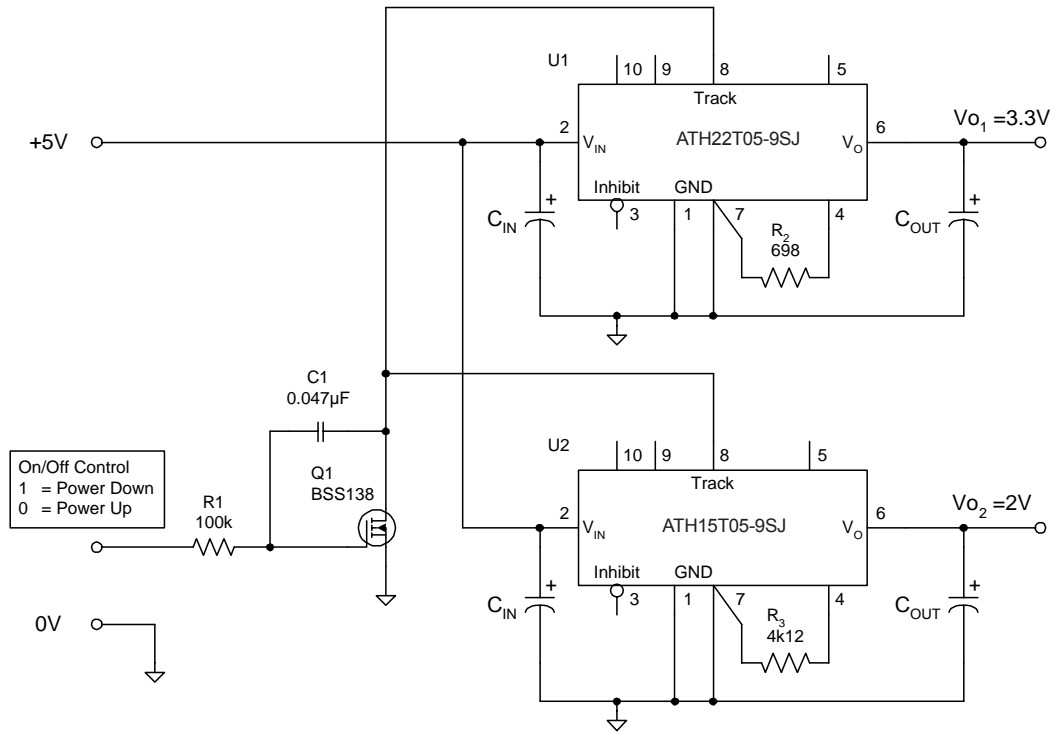 U1
10
9
8
5
Track
+5V
2
V_IN
ATH22T05-9SJ
V_O
6
Vo_1 =3.3V
Inhibit
GND
3
1
7
4
C_IN
+
R_2
698
C_OUT
+
C1
0.047µF
U2
10
9
8
5
Track
On/Off Control
1 = Power Down
0 = Power Up
R1
100k
Q1
BSS138
2
V_IN
ATH15T05-9SJ
V_O
6
Vo_2 =2V
Inhibit
GND
3
1
7
4
C_IN
+
R_3
4k12
C_OUT
+
0V